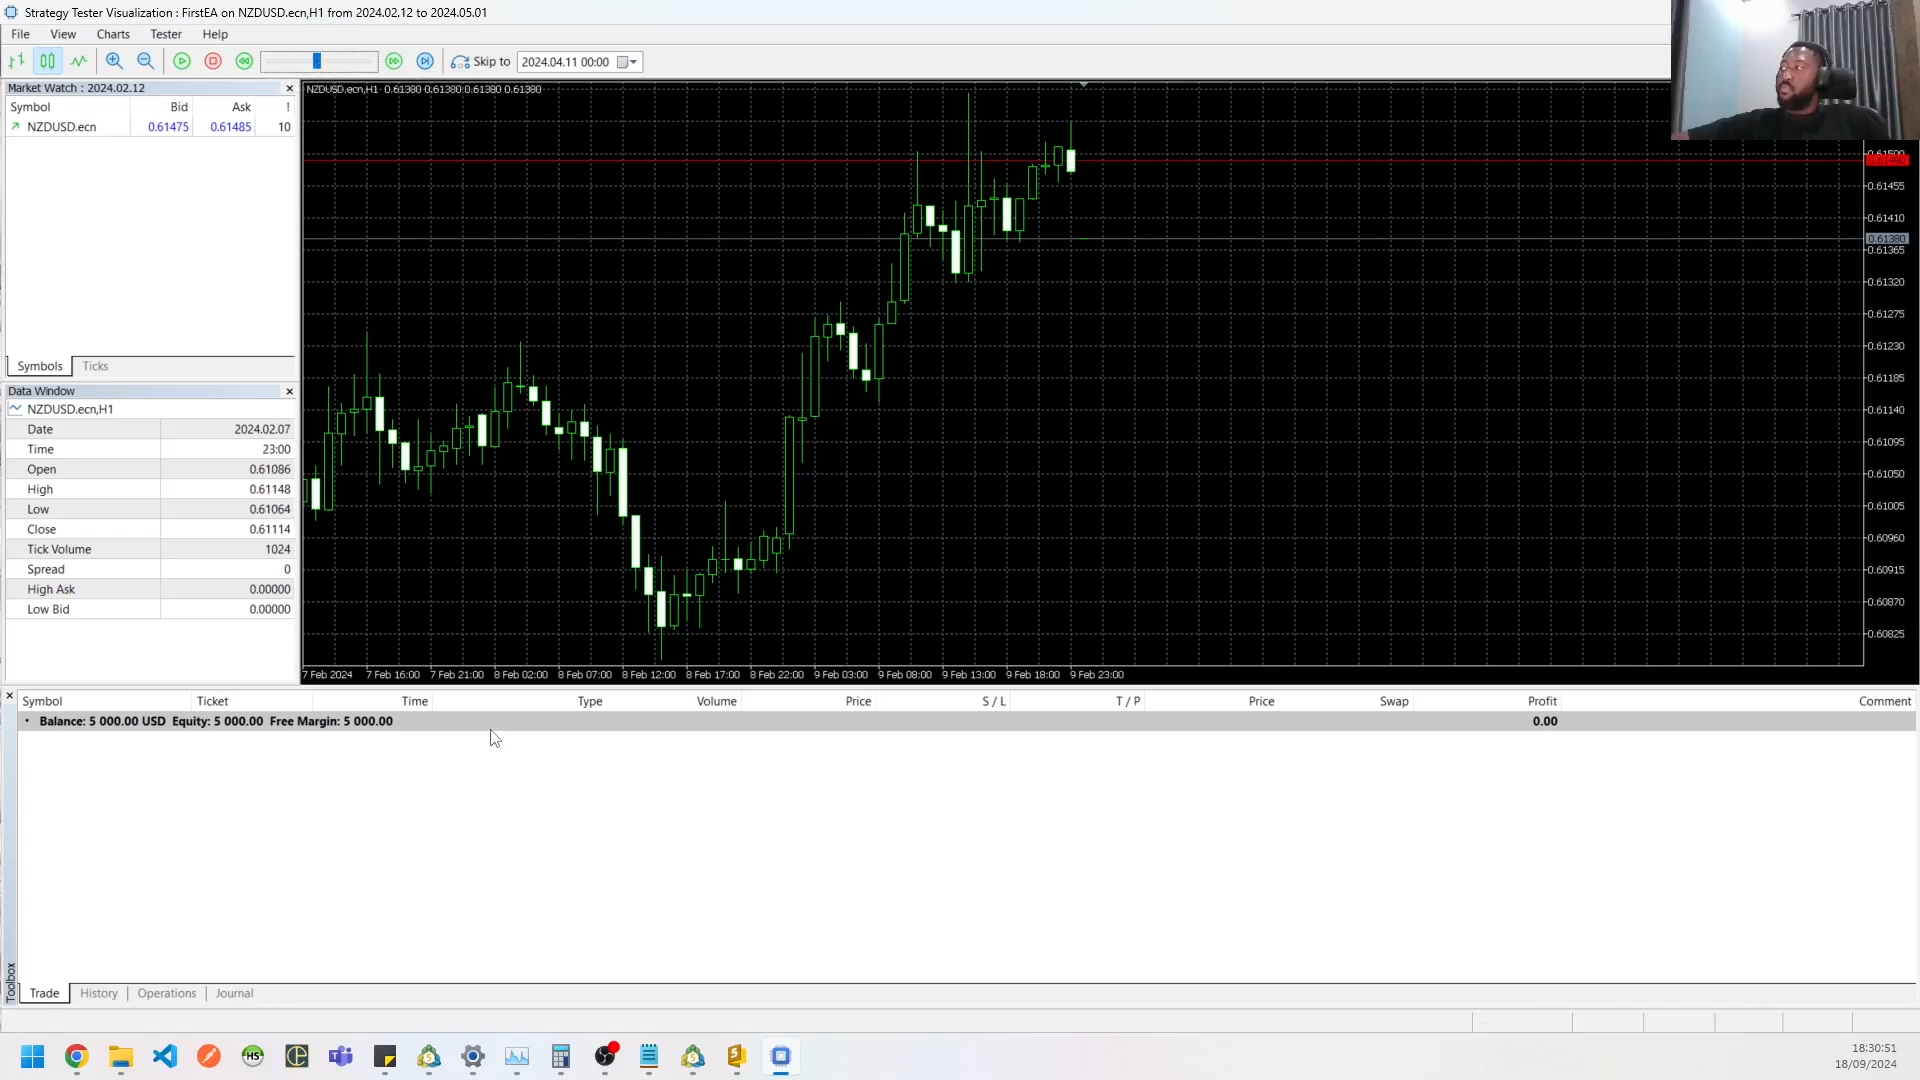 Strategy Tester Visualization : FirstEA on NZDUSD.ecn,H1 from 2024.02.12 to 2024.05.01
File View Charts Tester Help
Skip to 2024.04.11 00:00
Market Watch : 2024.02.12
Symbol Bid Ask !
NZDUSD.ecn 0.61475 0.61485 10
Symbols Ticks
Data Window
NZDUSD.ecn,H1
Date 2024.02.07
Time 23:00
Open 0.61086
High 0.61148
Low 0.61064
Close 0.61114
Tick Volume 1024
Spread 0
High Ask 0.00000
Low Bid 0.00000
NZDUSD.ecn,H1 0.61380 0.61380 0.61380 0.61380
0.61500
0.61490
0.61455
0.61410
0.61380
0.61365
0.61320
0.61275
0.61230
0.61185
0.61140
0.61095
0.61050
0.61005
0.60960
0.60915
0.60870
0.60825
7 Feb 2024 7 Feb 16:00 7 Feb 21:00 8 Feb 02:00 8 Feb 07:00 8 Feb 12:00 8 Feb 17:00 8 Feb 22:00 9 Feb 03:00 9 Feb 08:00 9 Feb 13:00 9 Feb 18:00 9 Feb 23:00
Symbol Ticket Time Type Volume Price S / L T / P Price Swap Profit Comment
Balance: 5 000.00 USD Equity: 5 000.00 Free Margin: 5 000.00 0.00
Toolbox
Trade History Operations Journal
HS
18:30:51
18/09/2024